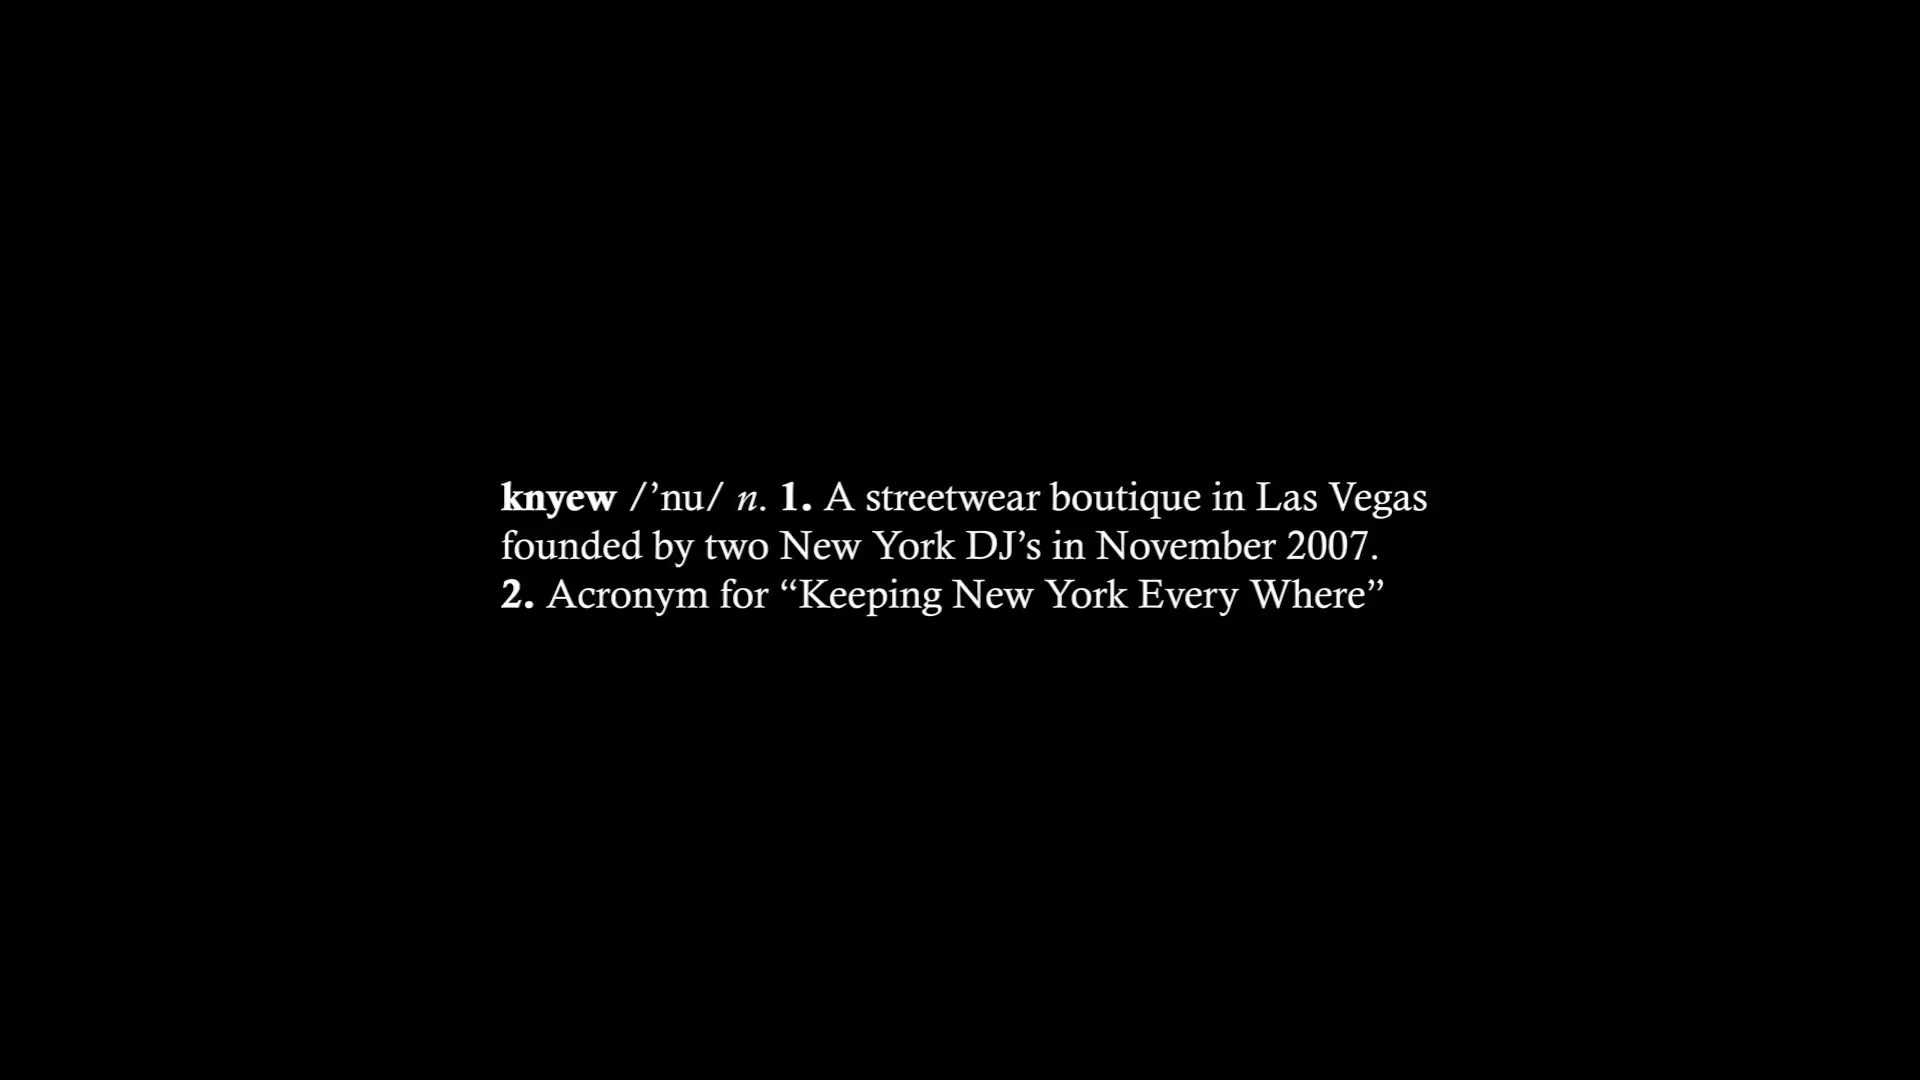 knyew /’nu/ n. 1. A streetwear boutique in Las Vegas
founded by two New York DJ’s in November 2007.
2. Acronym for “Keeping New York Every Where”